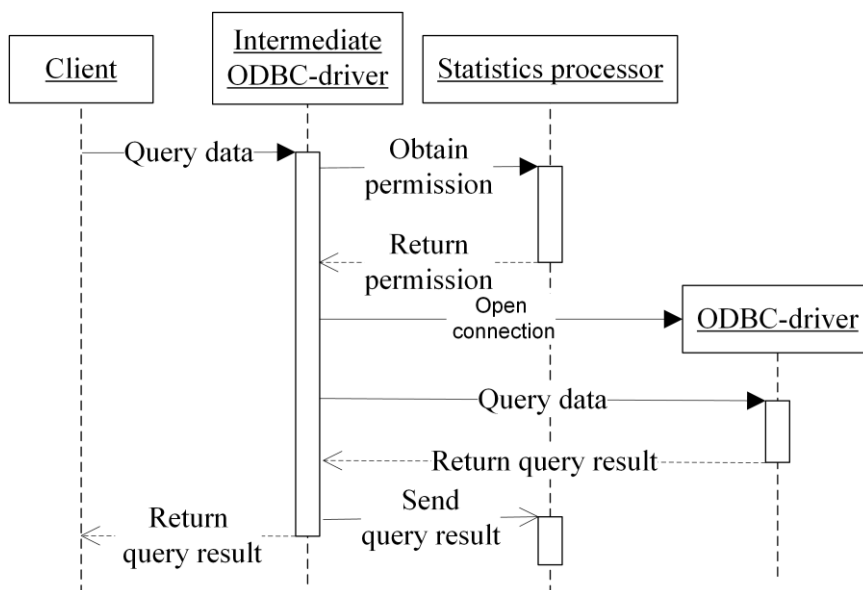 Client
Intermediate
ODBC-driver
Statistics processor
Query data
Obtain
permission
Return
permission
Open
connection
ODBC-driver
Query data
Return query result
Send
query result
Return
query result